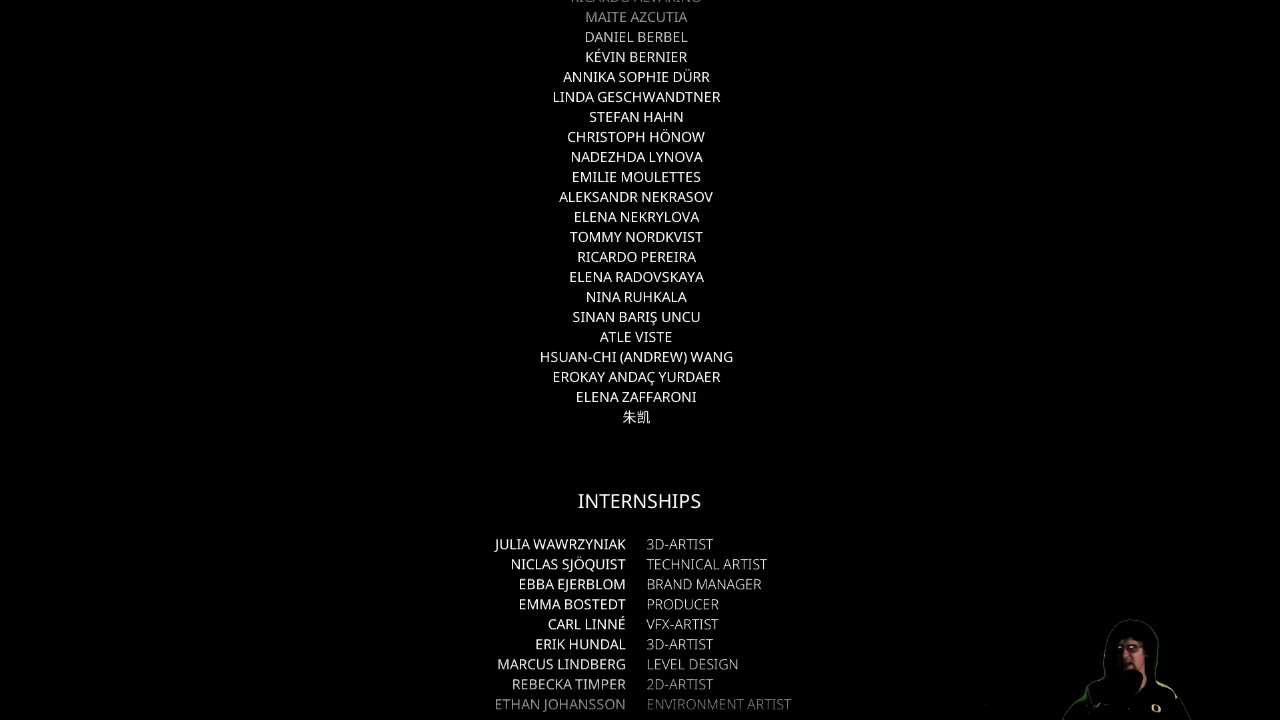 MAITE AZCUTIA
DANIEL BERBEL
KÉVIN BERNIER
ANNIKA SOPHIE DÜRR
LINDA GESCHWANDTNER
STEFAN HAHN
CHRISTOPH HÖNOW
NADEZHDA LYNOVA
EMILIE MOULETTES
ALEKSANDR NEKRASOV
ELENA NEKRYLOVA
TOMMY NORDKVIST
RICARDO PEREIRA
ELENA RADOVSKAYA
NINA RUHKALA
SINAN BARIŞ UNCU
ATLE VISTE
HSUAN-CHI (ANDREW) WANG
EROKAY ANDAÇ YURDAER
ELENA ZAFFARONI
朱凯
INTERNSHIPS
JULIA WAWRZYNIAK 3D-ARTIST
NICLAS SJÖQUIST TECHNICAL ARTIST
EBBA EJERBLOM BRAND MANAGER
EMMA BOSTEDT PRODUCER
CARL LINNÉ VFX-ARTIST
ERIK HUNDAL 3D-ARTIST
MARCUS LINDBERG LEVEL DESIGN
REBECKA TIMPER 2D-ARTIST
ETHAN JOHANSSON ENVIRONMENT ARTIST